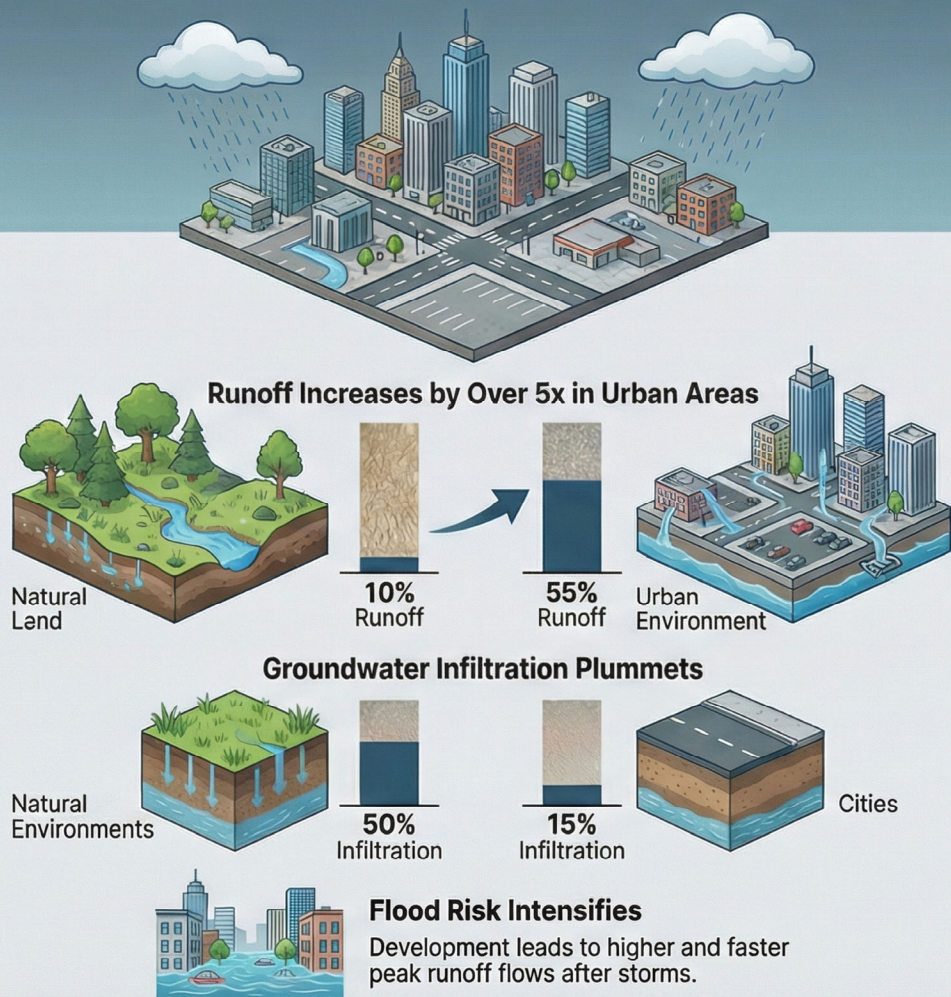 Runoff Increases by Over 5x in Urban Areas
Natural
Land
10%
Runoff
55%
Runoff
Urban
Environment
Groundwater Infiltration Plummets
Natural
Environments
50%
Infiltration
15%
Infiltration
Cities
Flood Risk Intensifies
Development leads to higher and faster
peak runoff flows after storms.